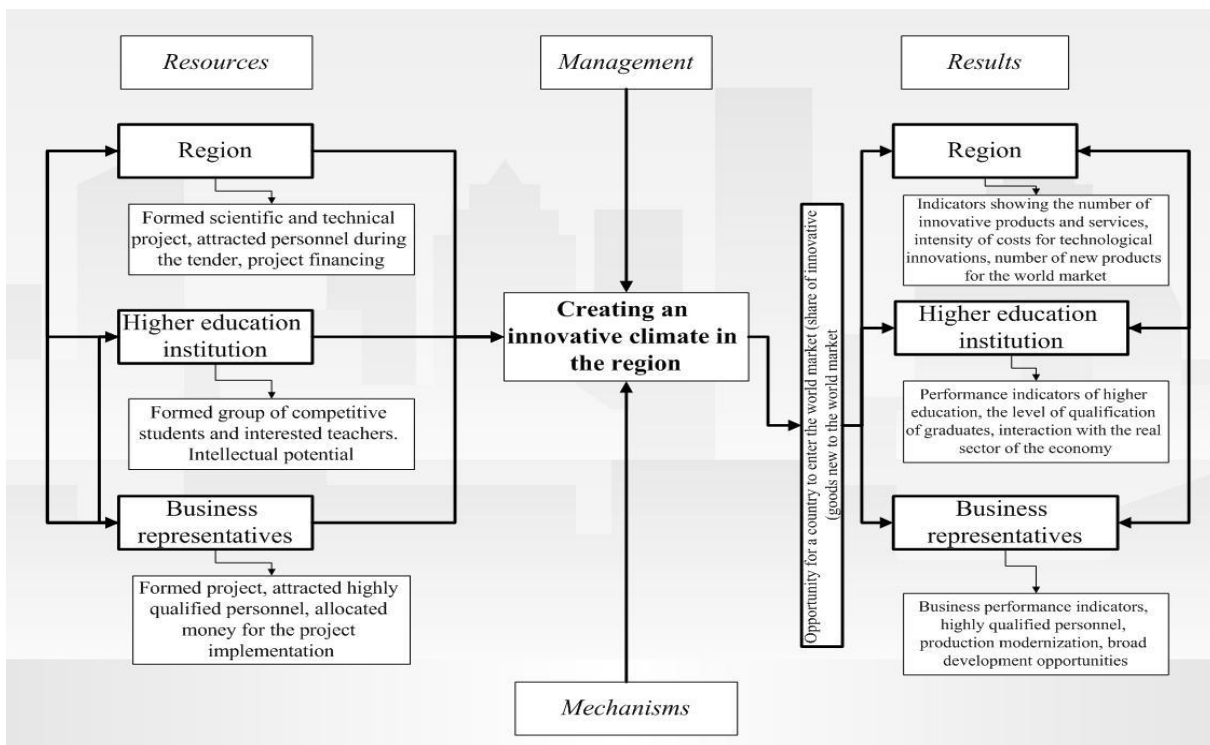 Resources
Management
Results
Region
Formed scientific and technical
project, attracted personnel during
the tender, project financing
Higher education
institution
Formed group of competitive
students and interested teachers.
Intellectual potential
Business
representatives
Formed project, attracted highly
qualified personnel, allocated
money for the project
implementation
Creating an
innovative climate in
the region
Mechanisms
Opportunity for a country to enter the world market (share of innovative
(goods new to the world market
Region
Indicators showing the number of
innovative products and services,
intensity of costs for technological
innovations, number of new products
for the world market
Higher education
institution
Performance indicators of higher
education, the level of qualification
of graduates, interaction with the real
sector of the economy
Business
representatives
Business performance indicators,
highly qualified personnel,
production modernization, broad
development opportunities